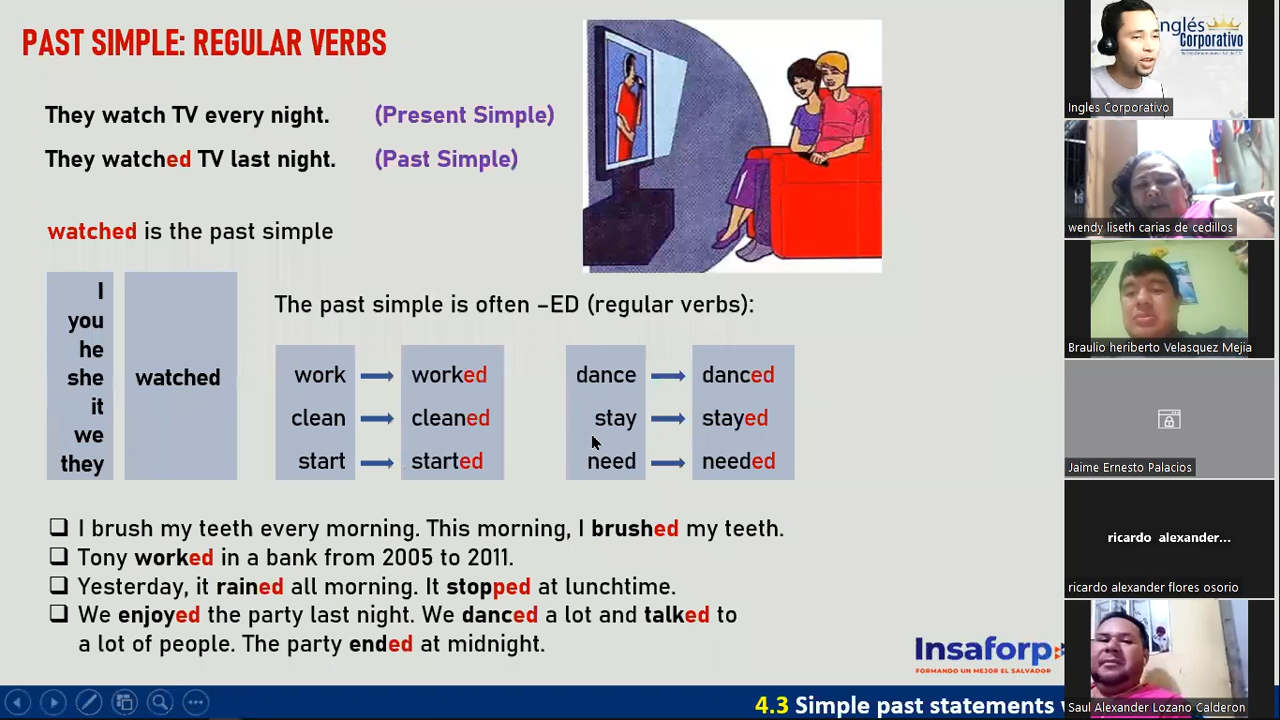 PAST SIMPLE: REGULAR VERBS
They watch TV every night. (Present Simple)
They watched TV last night. (Past Simple)
watched is the past simple
I
you
he
she
it
we
they
watched
The past simple is often –ED (regular verbs):
work worked
clean cleaned
start started
dance danced
stay stayed
need needed
❑ I brush my teeth every morning. This morning, I brushed my teeth.
❑ Tony worked in a bank from 2005 to 2011.
❑ Yesterday, it rained all morning. It stopped at lunchtime.
❑ We enjoyed the party last night. We danced a lot and talked to
a lot of people. The party ended at midnight.
Insaforp
FORMANDO UN MEJOR EL SALVADOR
4.3 Simple past statements
nglés
Corporativo
Ingles Corporativo
wendy liseth carias de cedillos
Braulio heriberto Velasquez Mejia
Jaime Ernesto Palacios
ricardo alexander...
ricardo alexander flores osorio
Saul Alexander Lozano Calderon